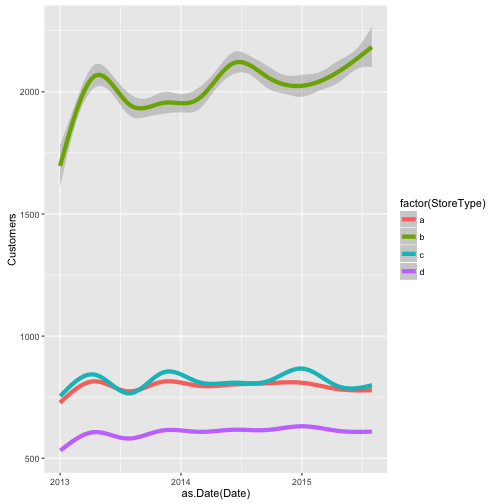 2000
1500
1000
500
Customers
2013
2014
2015
as.Date(Date)
factor(StoreType)
a
b
c
d